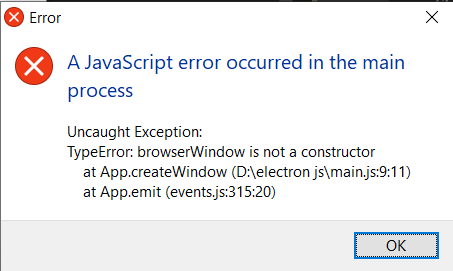 Error
A JavaScript error occurred in the main
process
Uncaught Exception:
TypeError: browserWindow is not a constructor
at App.createWindow (D:\electron js\main.js:9:11)
at App.emit (events.js:315:20)
OK